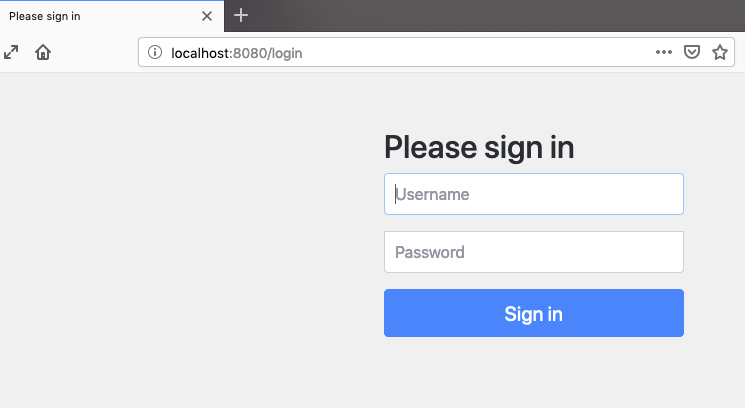 Please sign in
localhost:8080/login
Please sign in
Username
Password
Sign in